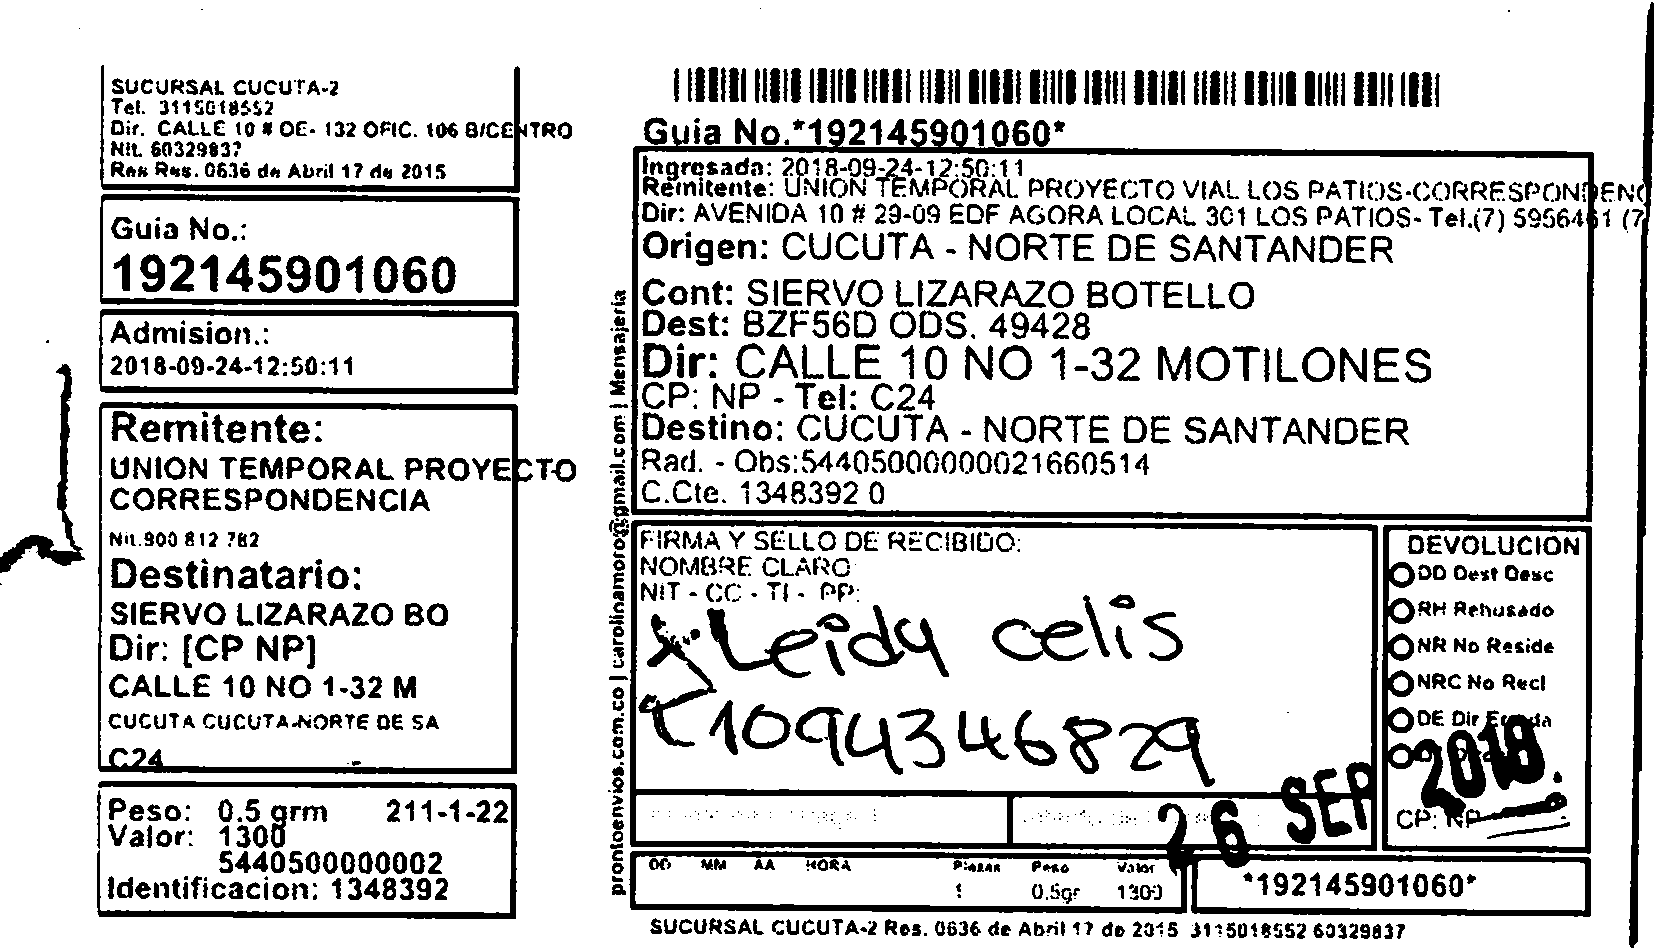 SUCURSAL CUCUTA-2
Tel. 3115018552
Dir. CALLE 10 # OE- 132 OFIC. 106 B/CENTRO
Nit. 60329837
Res Res. 0636 de Abril 17 de 2015
Guia No.:
192145901060
Admision.:
2018-09-24-12:50:11
Remitente:
UNION TEMPORAL PROYECTO
CORRESPONDENCIA
Nit.900 812 782
Destinatario:
SIERVO LIZARAZO BO
Dir: [CP NP]
CALLE 10 NO 1-32 M
CUCUTA CUCUTA-NORTE DE SA
C24
Peso: 0.5 grm 211-1-22
Valor: 1300
5440500000002
Identificacion: 1348392
prontoenvios.com.co | carolinamoro@gmail.com | Mensajeria
Guia No.*192145901060*
Ingresada: 2018-09-24-12:50:11
Remitente: UNION TEMPORAL PROYECTO VIAL LOS PATIOS-CORRESPONDENC
Dir: AVENIDA 10 # 29-09 EDF AGORA LOCAL 301 LOS PATIOS- Tel.(7) 5956461 (7
Origen: CUCUTA - NORTE DE SANTANDER
Cont: SIERVO LIZARAZO BOTELLO
Dest: BZF56D ODS. 49428
Dir: CALLE 10 NO 1-32 MOTILONES
CP: NP - Tel: C24
Destino: CUCUTA - NORTE DE SANTANDER
Rad. - Obs:54405000000021660514
C.Cte. 1348392 0
FIRMA Y SELLO DE RECIBIDO:
NOMBRE CLARO
NIT - CC - TI - PP:
Leidy celis
1094346829
DEVOLUCION
DD Dest Desc
RH Rehusado
NR No Reside
NRC No Recl
DE Dir
CP: NP
26 SEP 2018
DD MM AA HORA Piezas Peso Valor
1 0.5gr 1300
*192145901060*
SUCURSAL CUCUTA-2 Res. 0636 de Abril 17 de 2015 3115018552 60329837